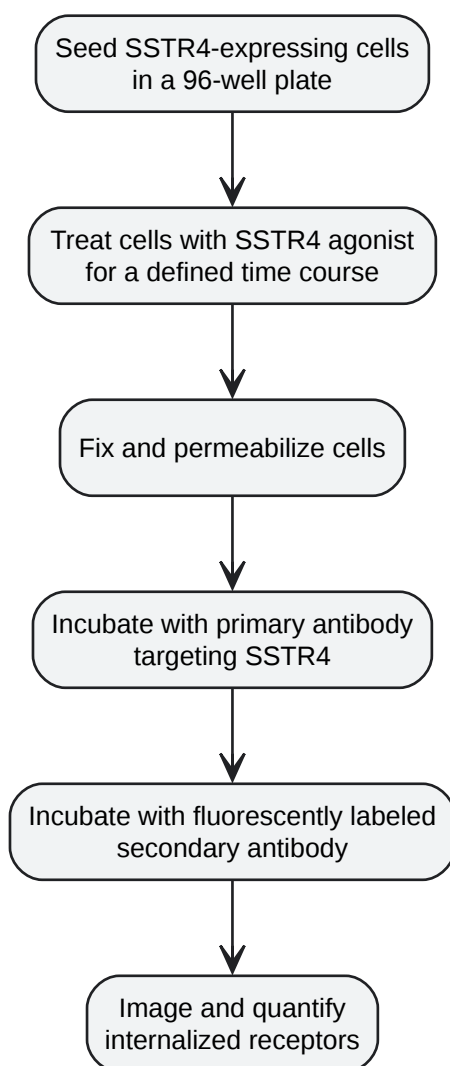 Seed SSTR4-expressing cells
in a 96-well plate
Treat cells with SSTR4 agonist
for a defined time course
Fix and permeabilize cells
Incubate with primary antibody
targeting SSTR4
Incubate with fluorescently labeled
secondary antibody
Image and quantify
internalized receptors